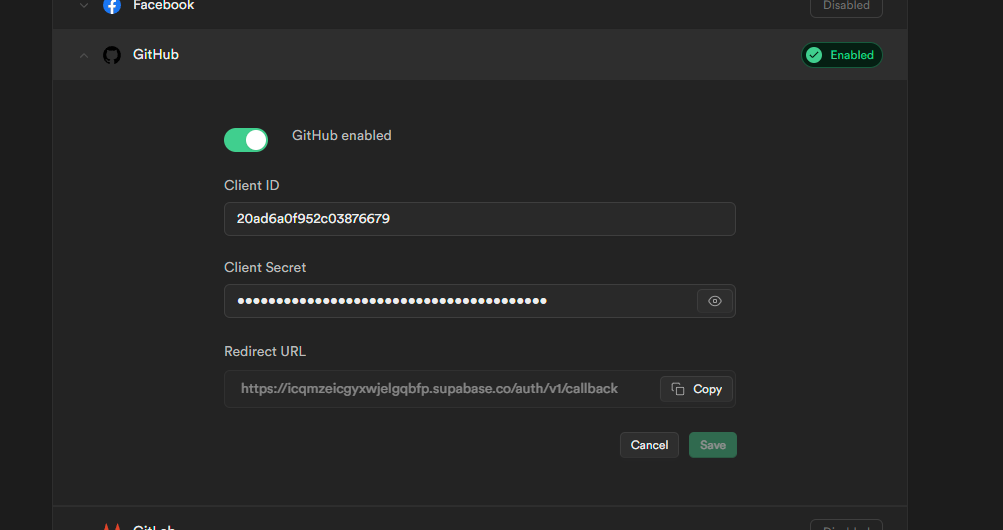 Facebook
Disabled
GitHub
Enabled
GitHub enabled
Client ID
20ad6a0f952c03876679
Client Secret
••••••••••••••••••••••••••••••••••••••••
Redirect URL
https://icqmzeicgyxwjelgqbfp.supabase.co/auth/v1/callback
Copy
Cancel
Save
GitLab
Disabled